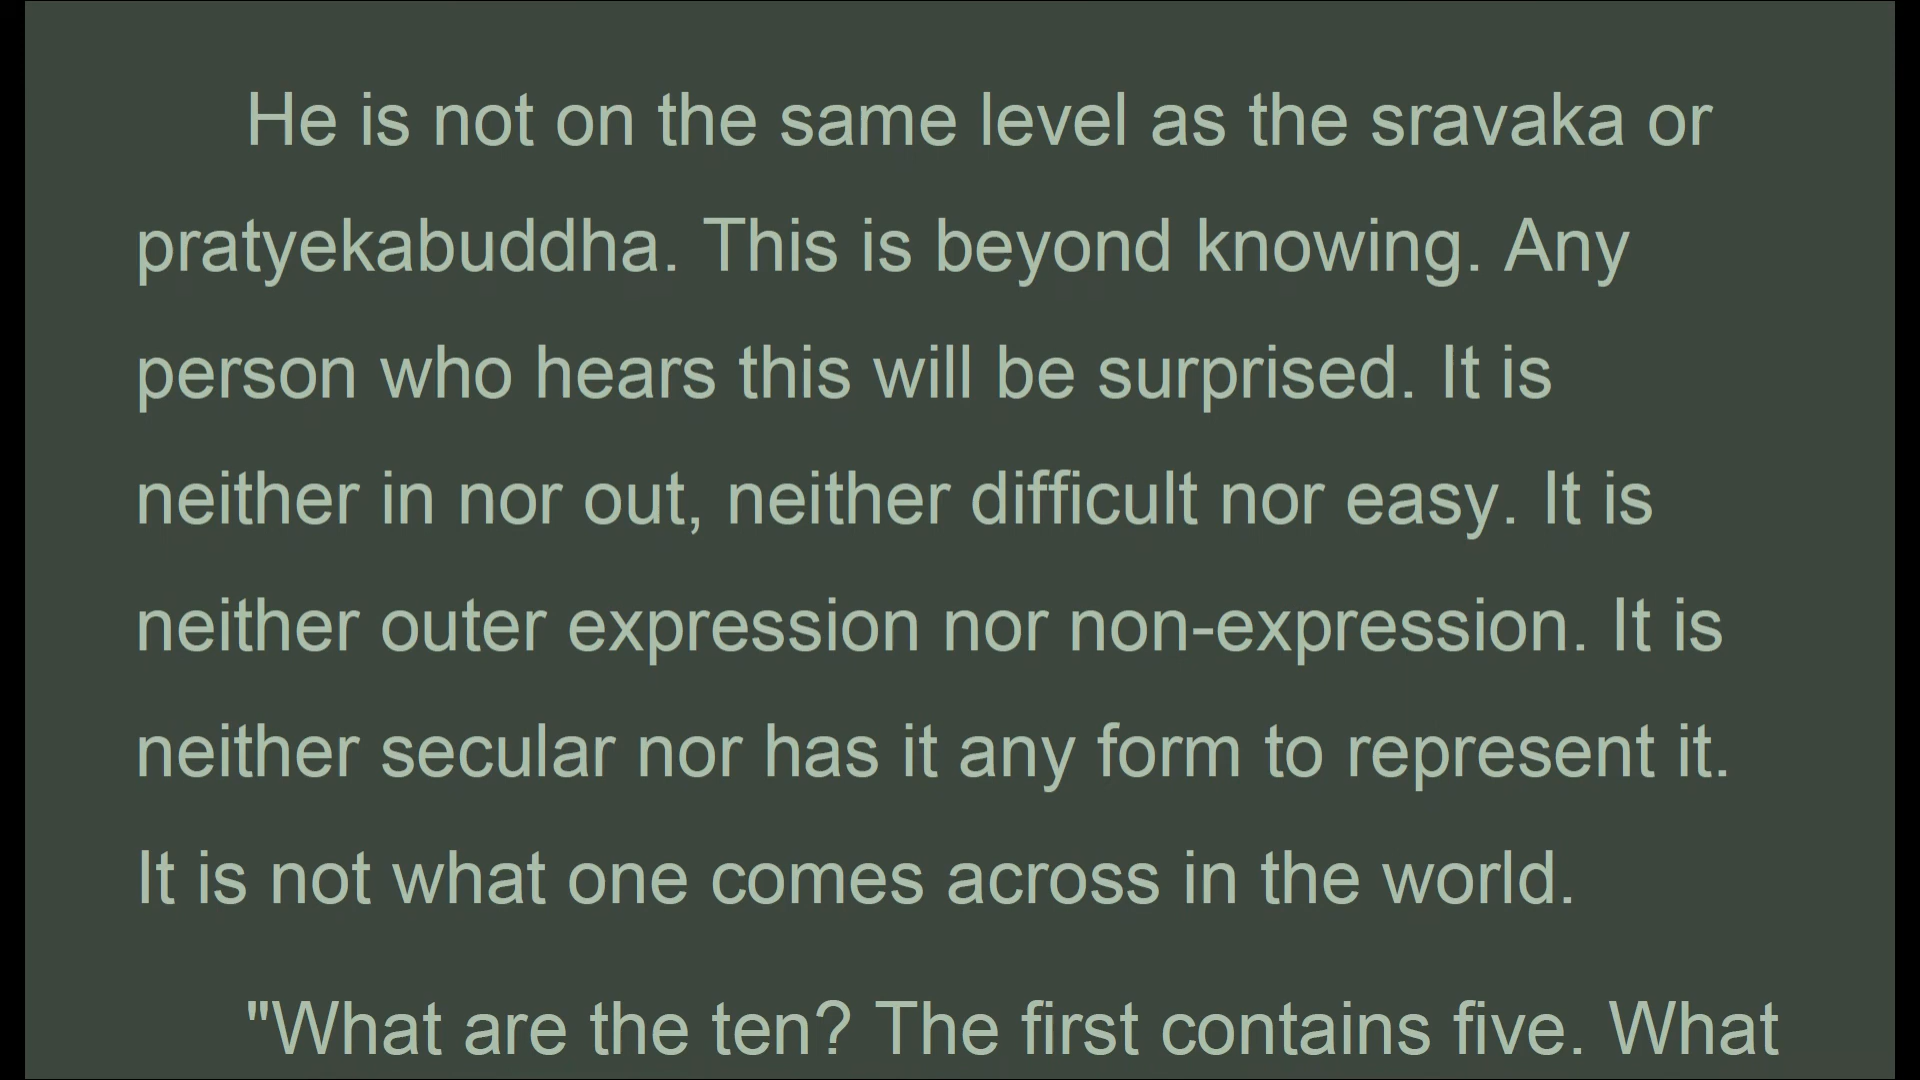 He is not on the same level as the sravaka or
pratyekabuddha. This is beyond knowing. Any
person who hears this will be surprised. It is
neither in nor out, neither difficult nor easy. It is
neither outer expression nor non-expression. It is
neither secular nor has it any form to represent it.
It is not what one comes across in the world.
"What are the ten? The first contains five. What